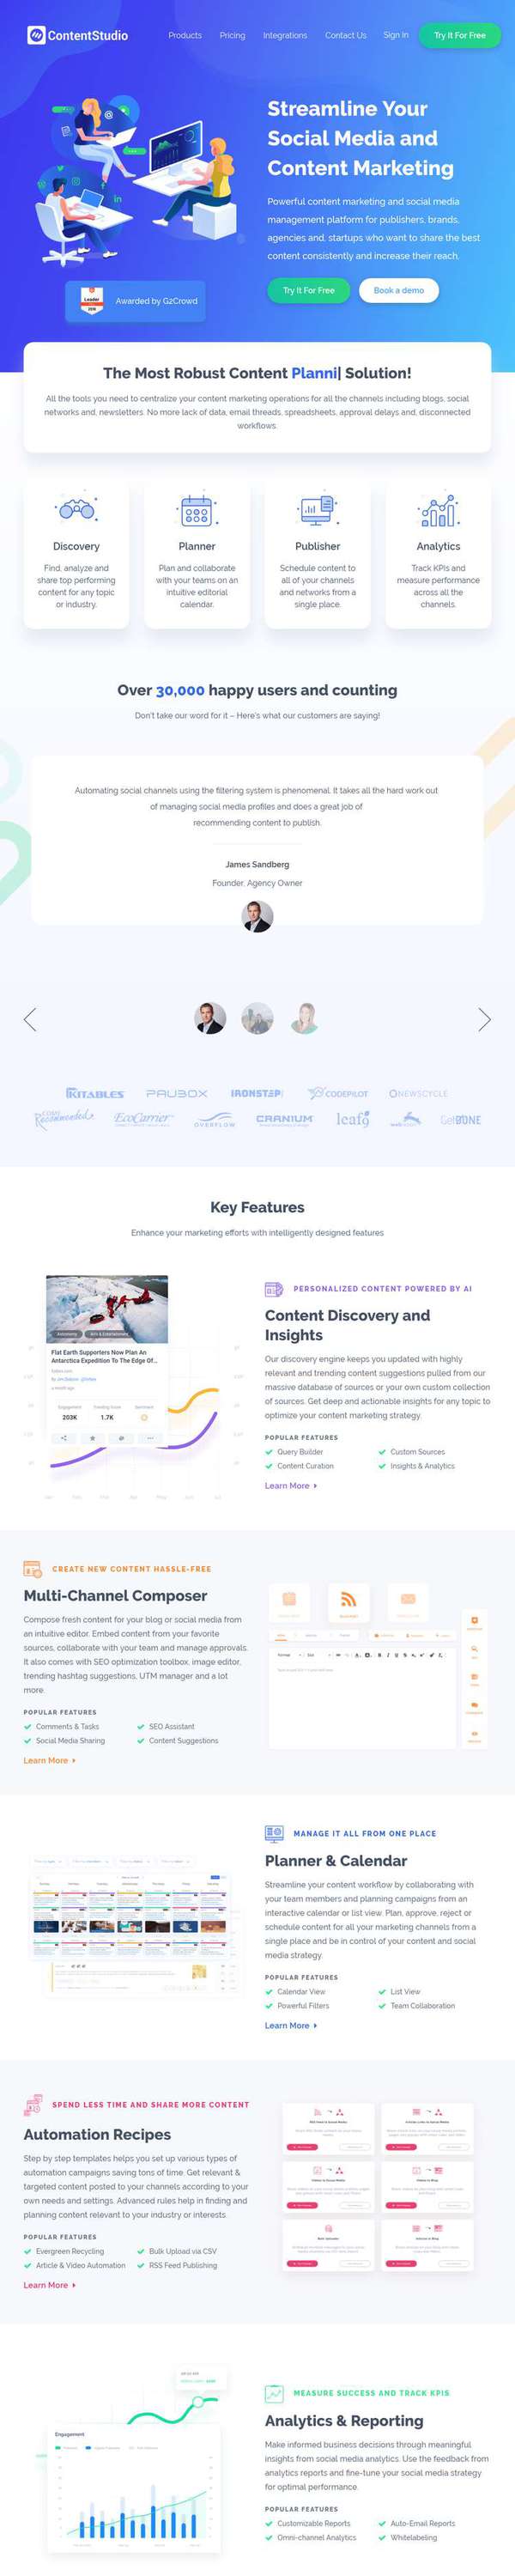 ContentStudio
Products Pricing Integrations Contact Us Sign In Try It For Free
Streamline Your
Social Media and
Content Marketing
Powerful content marketing and social media
management platform for publishers, brands,
agencies and, startups who want to share the best
content consistently and increase their reach.
Try It For Free Book a demo
Leader
Awarded by G2Crowd
The Most Robust Content Planni| Solution!
All the tools you need to centralize your content marketing operations for all the channels including blogs, social
networks and, newsletters. No more lack of data, email threads, spreadsheets, approval delays and, disconnected
workflows.
Discovery
Find, analyze and
share top performing
content for any topic
or industry.
Planner
Plan and collaborate
with your teams on an
intuitive editorial
calendar.
Publisher
Schedule content to
all of your channels
and networks from a
single place.
Analytics
Track KPIs and
measure performance
across all the
channels.
Over 30,000 happy users and counting
Don't take our word for it – Here's what our customers are saying!
Automating social channels using the filtering system is phenomenal. It takes all the hard work out
of managing social media profiles and does a great job of
recommending content to publish.
James Sandberg
Founder, Agency Owner
KITABLES PAUBOX IRONSTEP CODEPILOT NEWSCYCLE
Recommended EcoCarrier OVERFLOW CRANIUM leaf9 GetBONE
Key Features
Enhance your marketing efforts with intelligently designed features
Flat Earth Supporters Now Plan An
Antarctica Expedition To The Edge Of...
a month ago
Engagement Trending Score Sentiment
203K 1.7K
PERSONALIZED CONTENT POWERED BY AI
Content Discovery and
Insights
Our discovery engine keeps you updated with highly
relevant and trending content suggestions pulled from our
massive database of sources or your own custom collection
of sources. Get deep and actionable insights for any topic to
optimize your content marketing strategy.
POPULAR FEATURES
Query Builder Custom Sources
Content Curation Insights & Analytics
Learn More
CREATE NEW CONTENT HASSLE-FREE
Multi-Channel Composer
Compose fresh content for your blog or social media from
an intuitive editor. Embed content from your favorite
sources, collaborate with your team and manage approvals.
It also comes with SEO optimization toolbox, image editor,
trending hashtag suggestions, UTM manager and a lot
more.
POPULAR FEATURES
Comments & Tasks SEO Assistant
Social Media Sharing Content Suggestions
Learn More
MANAGE IT ALL FROM ONE PLACE
Planner & Calendar
Streamline your content workflow by collaborating with
your team members and planning campaigns from an
interactive calendar or list view. Plan, approve, reject or
schedule content for all your marketing channels from a
single place and be in control of your content and social
media strategy.
POPULAR FEATURES
Calendar View List View
Powerful Filters Team Collaboration
Learn More
SPEND LESS TIME AND SHARE MORE CONTENT
Automation Recipes
Step by step templates helps you set up various types of
automation campaigns saving tons of time. Get relevant &
targeted content posted to your channels according to your
own needs and settings. Advanced rules help in finding and
planning content relevant to your industry or interests.
POPULAR FEATURES
Evergreen Recycling Bulk Upload via CSV
Article & Video Automation RSS Feed Publishing
Learn More
Engagement
MEASURE SUCCESS AND TRACK KPIS
Analytics & Reporting
Make informed business decisions through meaningful
insights from social media analytics. Use the feedback from
analytics reports and fine-tune your social media strategy
for optimal performance.
POPULAR FEATURES
Customizable Reports Auto-Email Reports
Omni-channel Analytics Whitelabeling